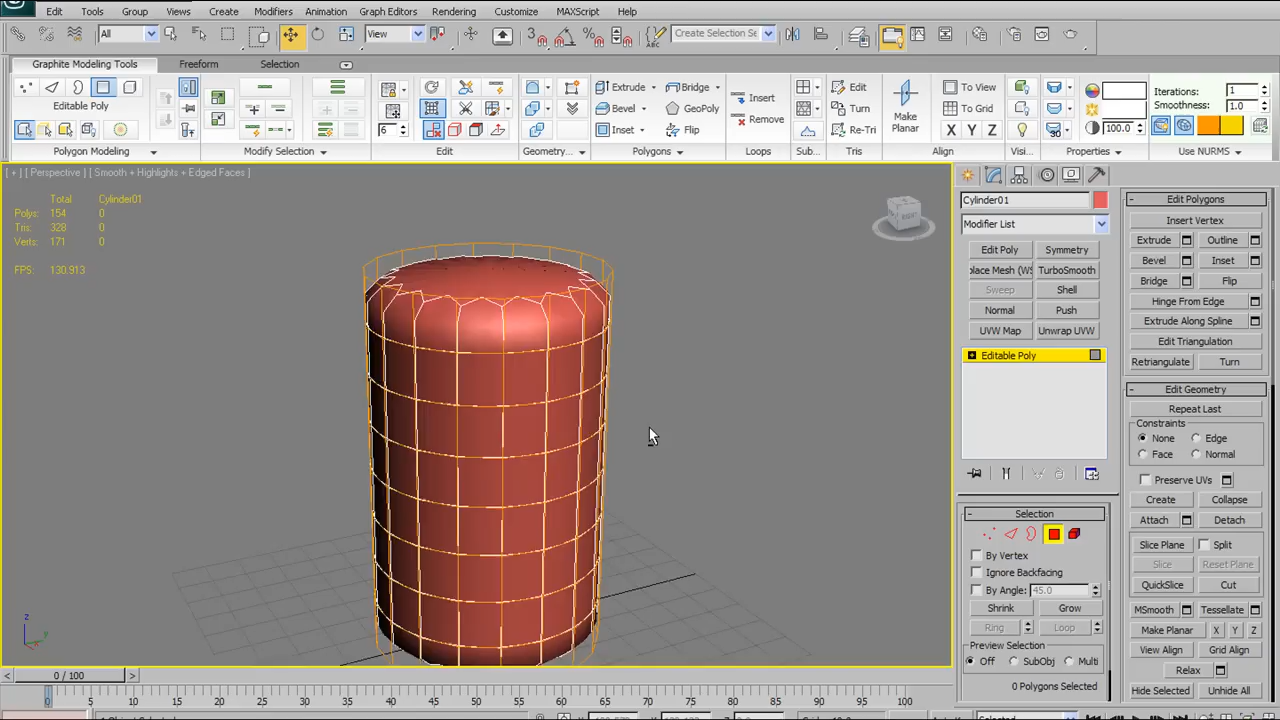 Edit Tools Group Views Create Modifiers Animation Graph Editors Rendering Customize MAXScript Help
All View 3 Create Selection Se
Graphite Modeling Tools Freeform Selection
Editable Poly
6
Extrude Bridge
Bevel GeoPoly
Inset Flip
Insert
Remove
Edit
Turn
Re-Tri
Make Planar
To View
To Grid
X Y Z
100.0
30
Iterations: 1
Smoothness: 1.0
Polygon Modeling Modify Selection Edit Geometry... Polygons Loops Sub... Tris Align Visi... Properties Use NURMS
[ + ] [ Perspective ] [ Smoth + Highlights + Edged Faces ]
Total Cylinder01
Polys: 154 0
Tris: 328 0
Verts: 171 0
FPS: 130.913
z
y
x
Cylinder01
Modifier List
Edit Poly Symmetry
place Mesh (WS TurboSmooth
Sweep Shell
Normal Push
UVW Map Unwrap UVW
Editable Poly
Selection
By Vertex
Ignore Backfacing
By Angle: 45.0
Shrink Grow
Ring Loop
Preview Selection
Off SubObj Multi
0 Polygons Selected
Edit Polygons
Insert Vertex
Extrude Outline
Bevel Inset
Bridge Flip
Hinge From Edge
Extrude Along Spline
Edit Triangulation
Retriangulate Turn
Edit Geometry
Repeat Last
Constraints
None Edge
Face Normal
Preserve UVs
Create Collapse
Attach Detach
Slice Plane Split
Slice Reset Plane
QuickSlice Cut
MSmooth Tessellate
Make Planar X Y Z
View Align Grid Align
Relax
Hide Selected Unhide All
0 / 100
0 5 10 15 20 25 30 35 40 45 50 55 60 65 70 75 80 85 90 95 100